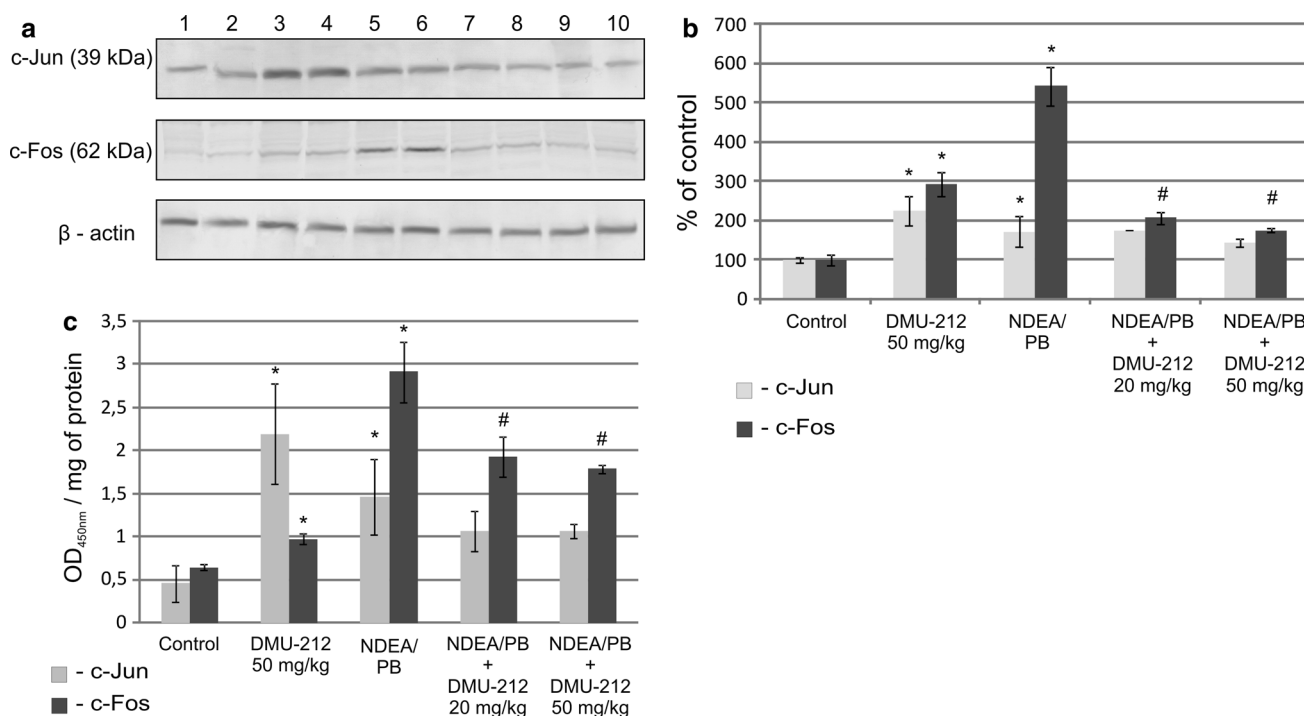 a
1 2 3 4 5 6 7 8 9 10
c-Jun (39 kDa)
c-Fos (62 kDa)
β - actin
b
% of control
700
600
500
400
300
200
100
0
*
*
*
*
#
#
Control
DMU-212
50 mg/kg
NDEA/
PB
NDEA/PB
+
DMU-212
20 mg/kg
NDEA/PB
+
DMU-212
50 mg/kg
- c-Jun
- c-Fos
c
OD450nm / mg of protein
3,5
3
2,5
2
1,5
1
0,5
0
*
*
*
*
#
#
Control
DMU-212
50 mg/kg
NDEA/
PB
NDEA/PB
+
DMU-212
20 mg/kg
NDEA/PB
+
DMU-212
50 mg/kg
- c-Jun
- c-Fos